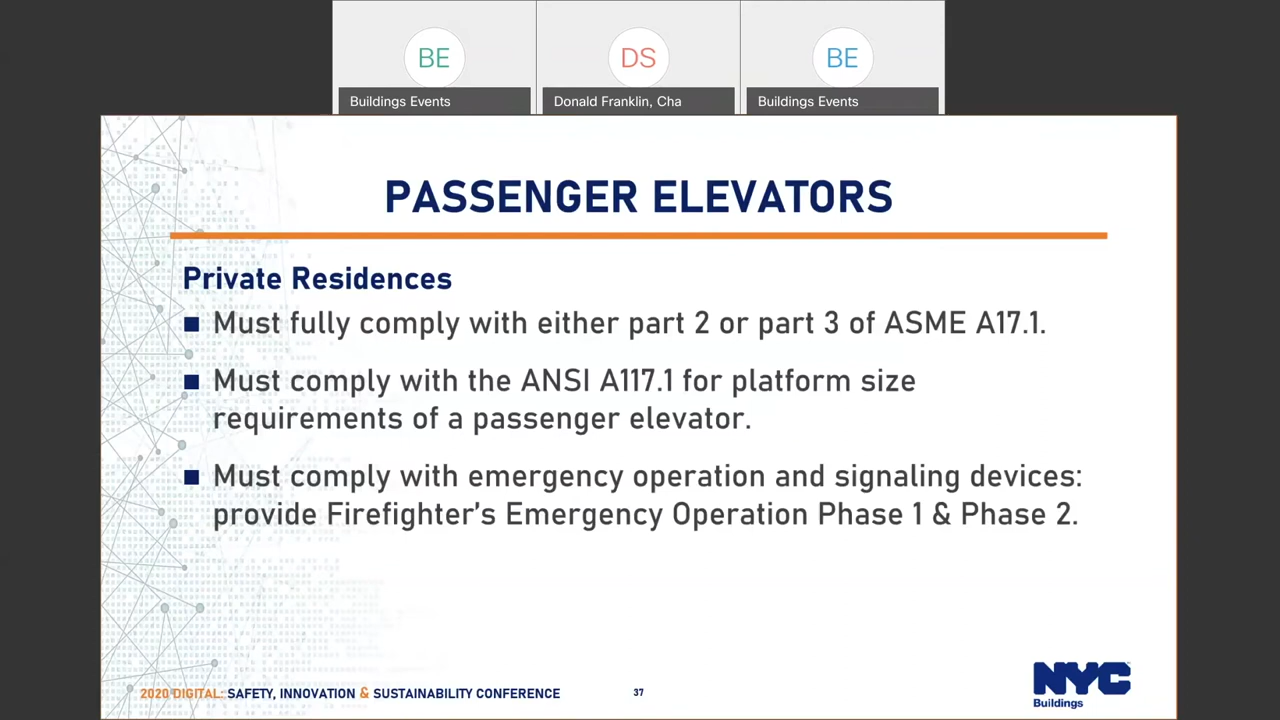 BE
DS
BE
Buildings Events
Donald Franklin, Cha
Buildings Events
PASSENGER ELEVATORS
Private Residences
Must fully comply with either part 2 or part 3 of ASME A17.1.
Must comply with the ANSI A117.1 for platform size
requirements of a passenger elevator.
Must comply with emergency operation and signaling devices:
provide Firefighter's Emergency Operation Phase 1 & Phase 2.
2020 DIGITAL: SAFETY, INNOVATION & SUSTAINABILITY CONFERENCE
37
NYC
Buildings